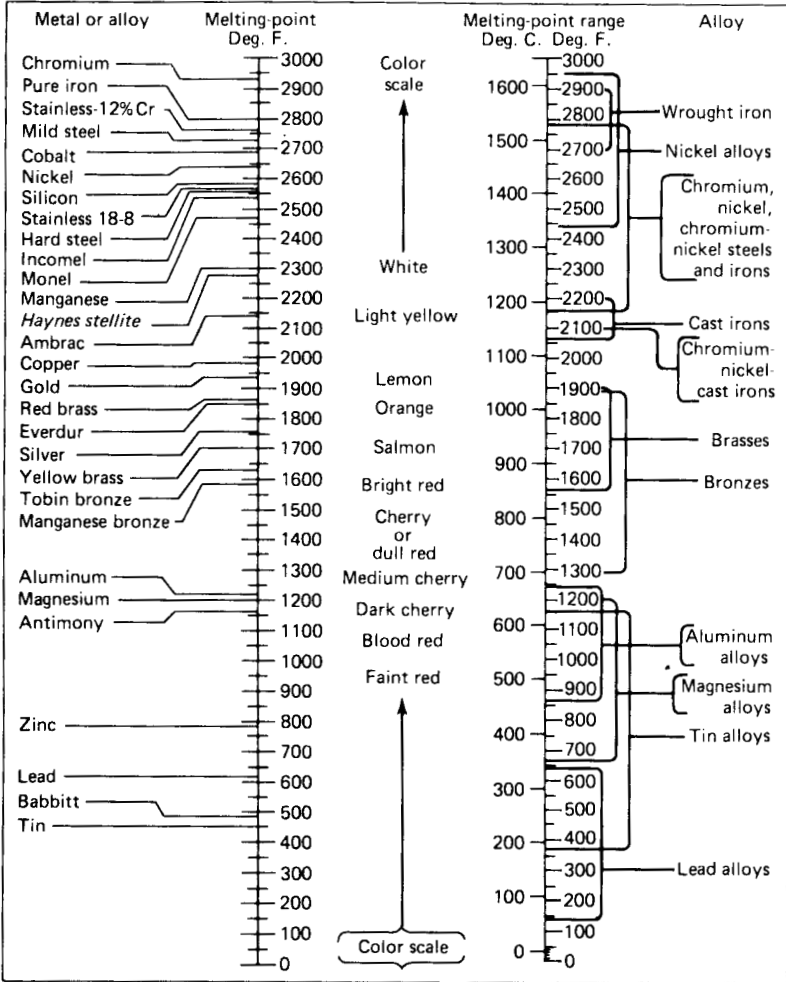 Metal or alloy
Melting-point
Deg. F.
Chromium
Pure iron
Stainless-12% Cr
Mild steel
Cobalt
Nickel
Silicon
Stainless 18-8
Hard steel
Incomel
Monel
Manganese
Haynes stellite
Ambrac
Copper
Gold
Red brass
Everdur
Silver
Yellow brass
Tobin bronze
Manganese bronze
Aluminum
Magnesium
Antimony
Zinc
Lead
Babbitt
Tin
3000
2900
2800
2700
2600
2500
2400
2300
2200
2100
2000
1900
1800
1700
1600
1500
1400
1300
1200
1100
1000
900
800
700
600
500
400
300
200
100
0
Color
scale
White
Light yellow
Lemon
Orange
Salmon
Bright red
Cherry
or
dull red
Medium cherry
Dark cherry
Blood red
Faint red
Color scale
Melting-point range
Deg. C. Deg. F.
1600
1500
1400
1300
1200
1100
1000
900
800
700
600
500
400
300
200
100
0
3000
2900
2800
2700
2600
2500
2400
2300
2200
2100
2000
1900
1800
1700
1600
1500
1400
1300
1200
1100
1000
900
800
700
600
500
400
300
200
100
0
Alloy
Wrought iron
Nickel alloys
Chromium,
nickel,
chromium-
nickel steels
and irons
Cast irons
Chromium-
nickel-
cast irons
Brasses
Bronzes
Aluminum
alloys
Magnesium
alloys
Tin alloys
Lead alloys